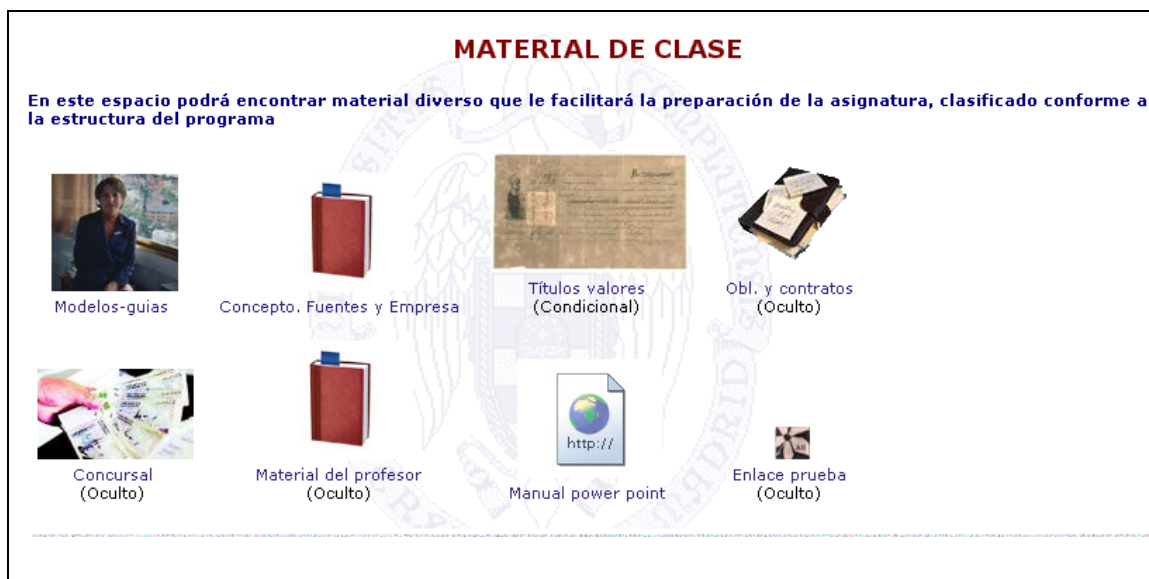 MATERIAL DE CLASE
En este espacio podrá encontrar material diverso que le facilitará la preparación de la asignatura, clasificado conforme a
la estructura del programa
Modelos-guias
Concepto. Fuentes y Empresa
Títulos valores
(Condicional)
Obl. y contratos
(Oculto)
http://
Concursal
(Oculto)
Material del profesor
(Oculto)
Manual power point
Enlace prueba
(Oculto)